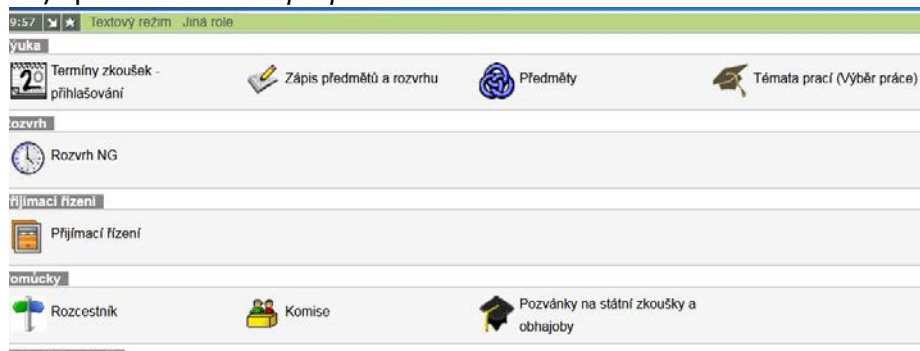 9:57 Textový režim Jiná role
ýuka
Termíny zkoušek -
přihlašování
Zápis předmětů a rozvrhu
Předměty
Témata prací (Výběr práce)
ozvrh
Rozvrh NG
řijímací řízení
Přijímací řízení
omůcky
Rozcestník
Komise
Pozvánky na státní zkoušky a
obhajoby